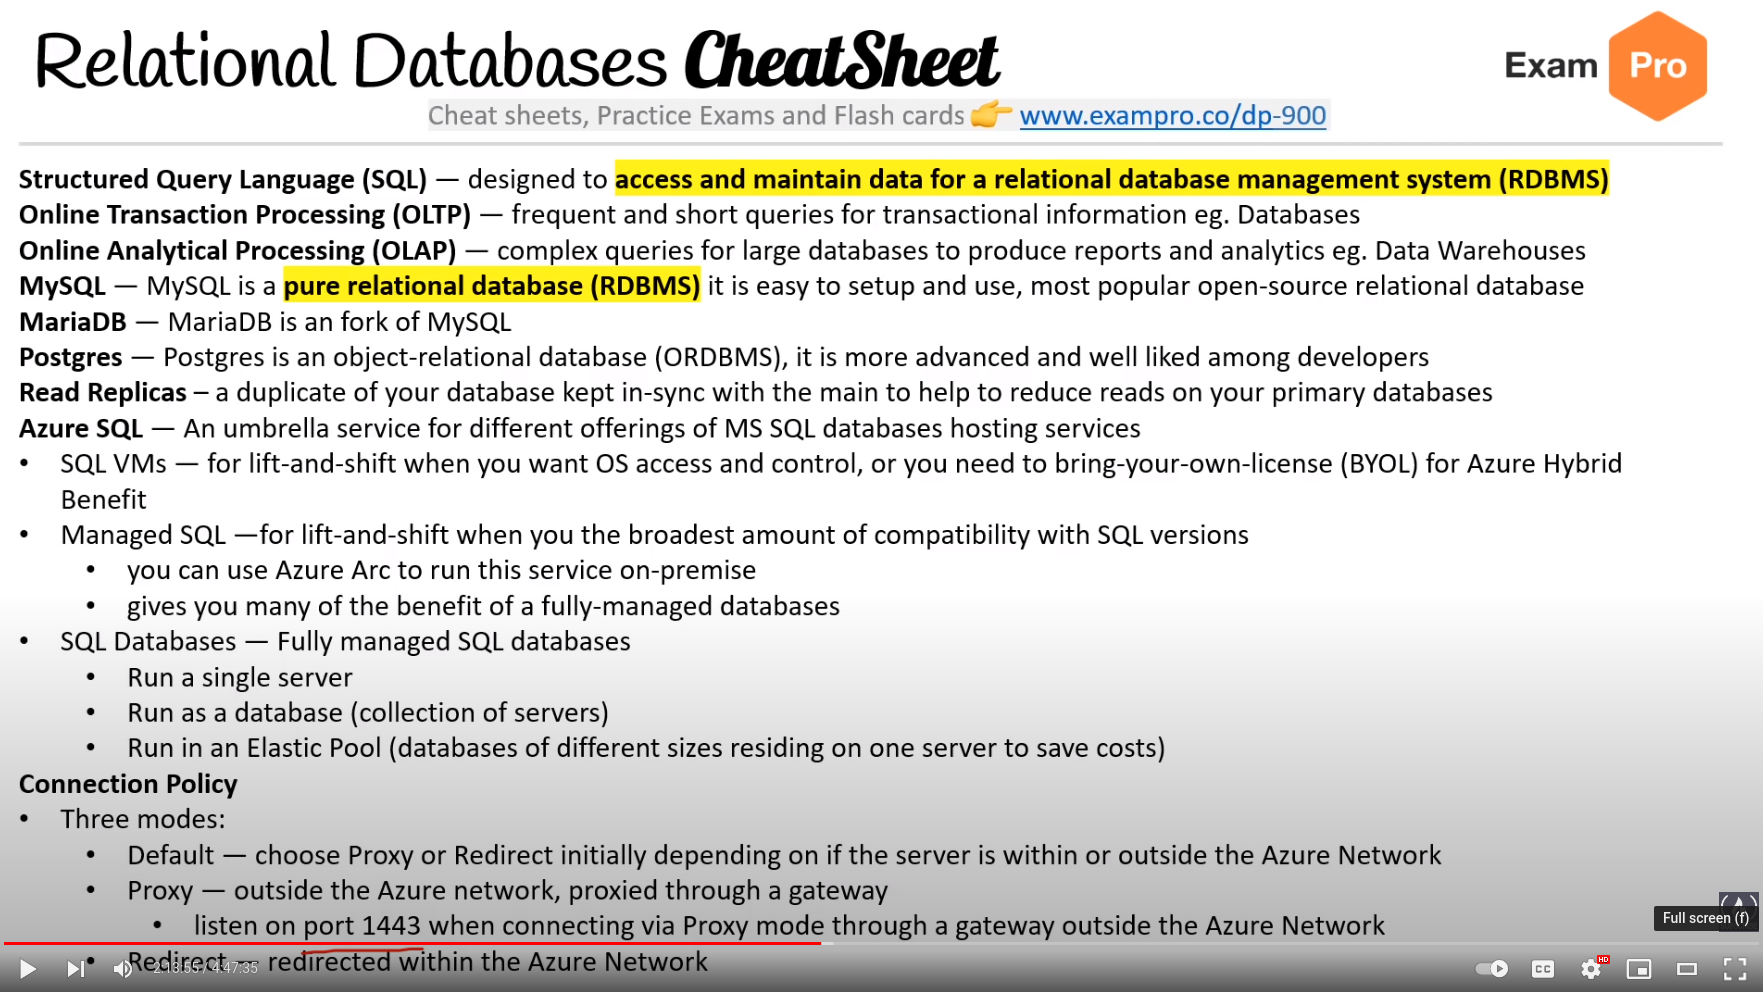 Relational Databases CheatSheet
Exam Pro
Cheat sheets, Practice Exams and Flash cards 👉 www.exampro.co/dp-900
Structured Query Language (SQL) — designed to access and maintain data for a relational database management system (RDBMS)
Online Transaction Processing (OLTP) — frequent and short queries for transactional information eg. Databases
Online Analytical Processing (OLAP) — complex queries for large databases to produce reports and analytics eg. Data Warehouses
MySQL — MySQL is a pure relational database (RDBMS) it is easy to setup and use, most popular open-source relational database
MariaDB — MariaDB is an fork of MySQL
Postgres — Postgres is an object-relational database (ORDBMS), it is more advanced and well liked among developers
Read Replicas – a duplicate of your database kept in-sync with the main to help to reduce reads on your primary databases
Azure SQL — An umbrella service for different offerings of MS SQL databases hosting services
• SQL VMs — for lift-and-shift when you want OS access and control, or you need to bring-your-own-license (BYOL) for Azure Hybrid
Benefit
• Managed SQL —for lift-and-shift when you the broadest amount of compatibility with SQL versions
• you can use Azure Arc to run this service on-premise
• gives you many of the benefit of a fully-managed databases
• SQL Databases — Fully managed SQL databases
• Run a single server
• Run as a database (collection of servers)
• Run in an Elastic Pool (databases of different sizes residing on one server to save costs)
Connection Policy
• Three modes:
• Default — choose Proxy or Redirect initially depending on if the server is within or outside the Azure Network
• Proxy — outside the Azure network, proxied through a gateway
• listen on port 1443 when connecting via Proxy mode through a gateway outside the Azure Network
Full screen (f)
• Redirect — redirected within the Azure Network
2:13:55 / 4:47:35
CC
HD